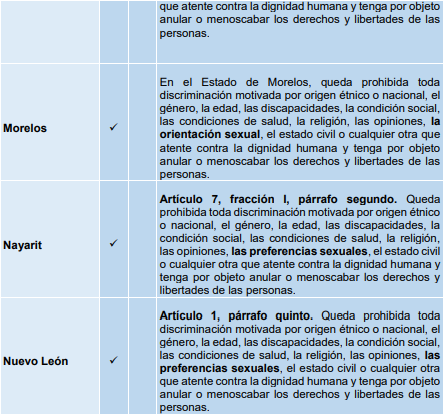 que atente contra la dignidad humana y tenga por objeto
anular o menoscabar los derechos y libertades de las
personas.
Morelos
✓
En el Estado de Morelos, queda prohibida toda
discriminación motivada por origen étnico o nacional, el
género, la edad, las discapacidades, la condición social,
las condiciones de salud, la religión, las opiniones, la
orientación sexual, el estado civil o cualquier otra que
atente contra la dignidad humana y tenga por objeto
anular o menoscabar los derechos y libertades de las
personas.
Nayarit
✓
Artículo 7, fracción I, párrafo segundo. Queda
prohibida toda discriminación motivada por origen étnico
o nacional, el género, la edad, las discapacidades, la
condición social, las condiciones de salud, la religión,
las opiniones, las preferencias sexuales, el estado civil
o cualquier otra que atente contra la dignidad humana y
tenga por objeto anular o menoscabar los derechos y
libertades de las personas.
Nuevo León
✓
Artículo 1, párrafo quinto. Queda prohibida toda
discriminación motivada por origen étnico o nacional, el
género, la edad, las discapacidades, la condición social,
las condiciones de salud, la religión, las opiniones, las
preferencias sexuales, el estado civil o cualquier otra
que atente contra la dignidad humana y tenga por objeto
anular o menoscabar los derechos y libertades de las
personas.